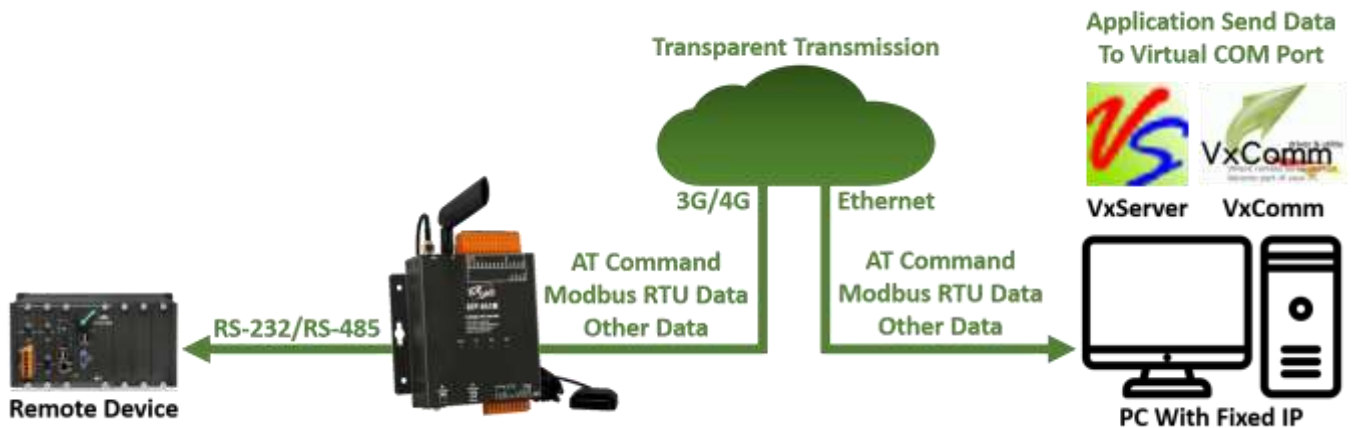 Application Send Data
To Virtual COM Port
Transparent Transmission
VS
VxComm
VxServer
VxComm
3G/4G
Ethernet
AT Command
Modbus RTU Data
Other Data
AT Command
Modbus RTU Data
Other Data
RS-232/RS-485
Remote Device
PC With Fixed IP